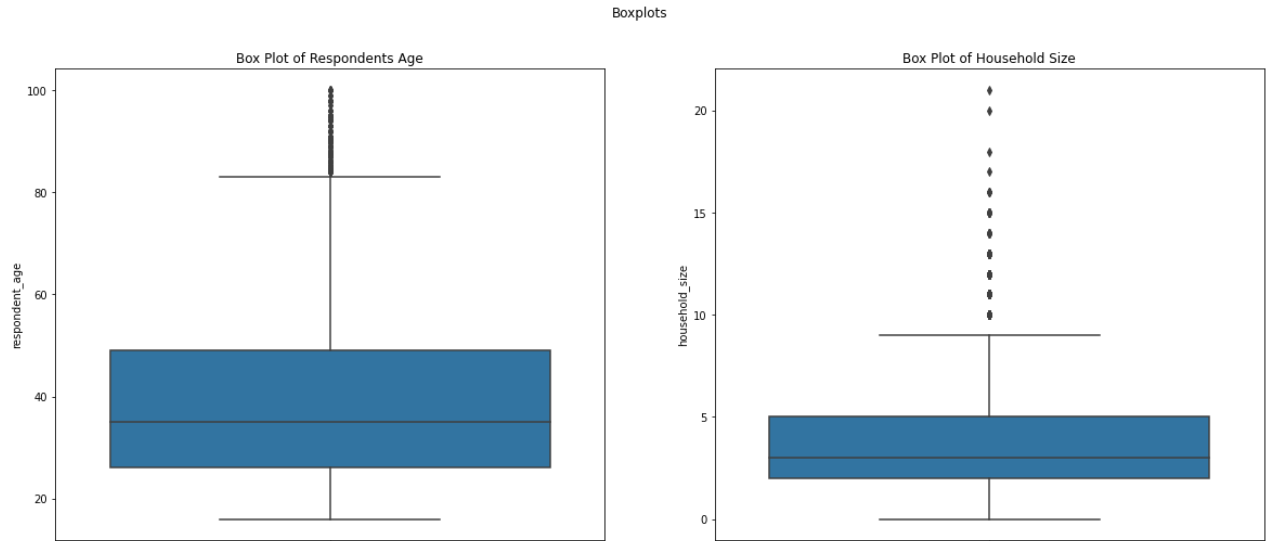 Boxplots
Box Plot of Respondents Age
100
80
60
40
20
respondent_age
Box Plot of Household Size
20
15
10
5
0
household_size